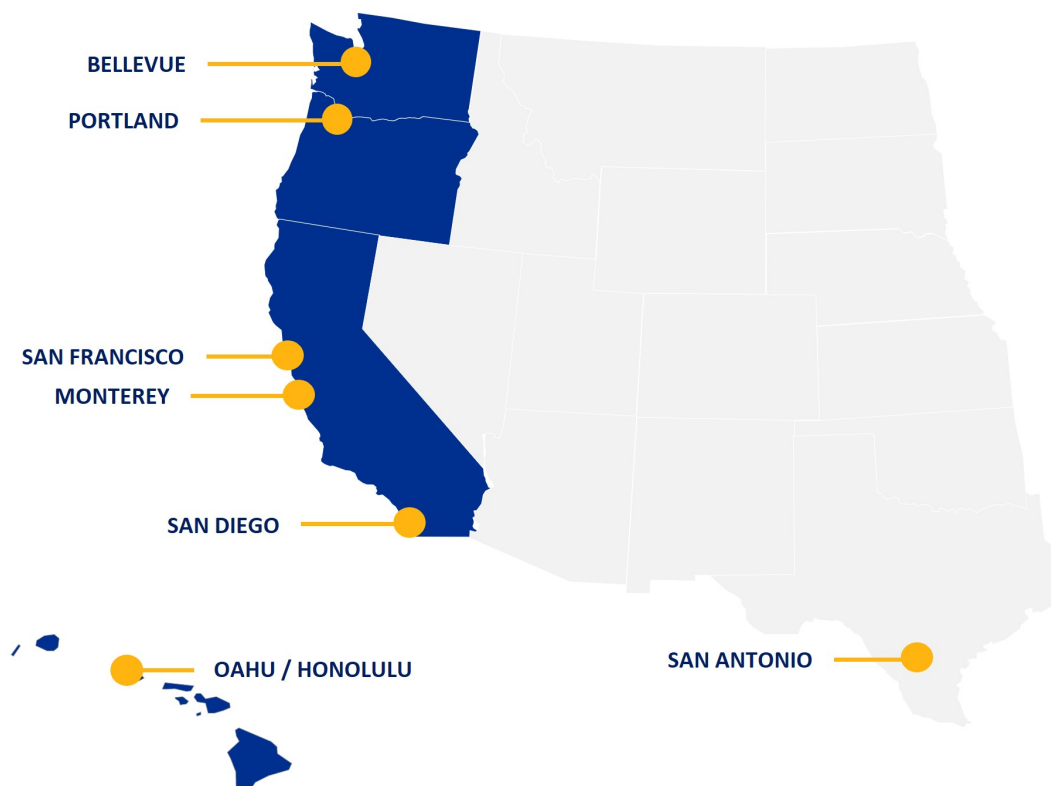 BELLEVUE
PORTLAND
SAN FRANCISCO
MONTEREY
SAN DIEGO
OAHU / HONOLULU
SAN ANTONIO